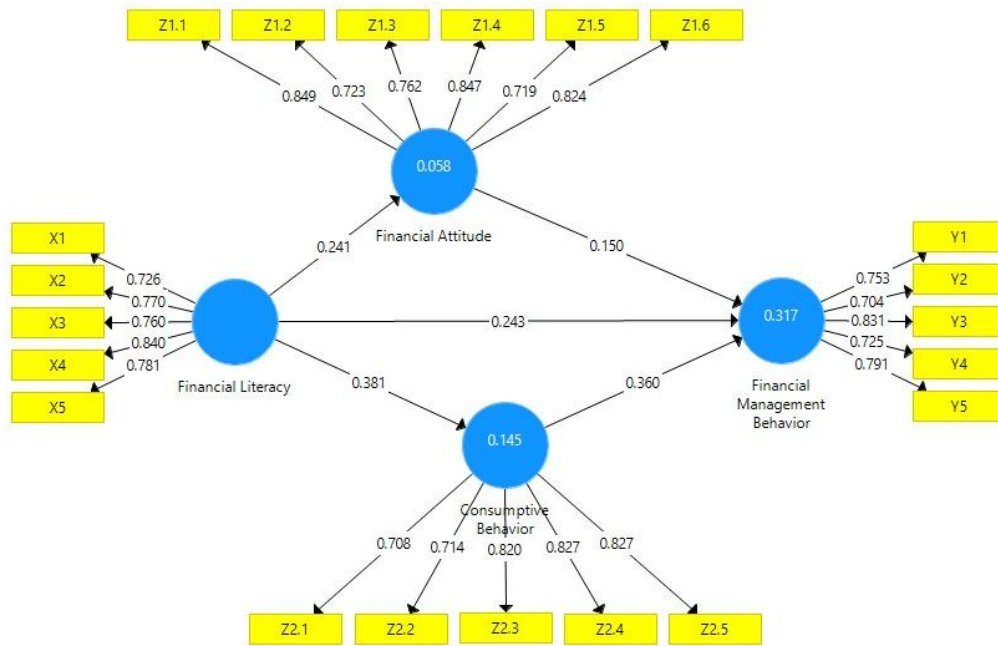 Z1.1 Z1.2 Z1.3 Z1.4 Z1.5 Z1.6
0.849 0.723 0.762 0.847 0.719 0.824
0.058
Financial Attitude
0.241
0.150
X1
X2
X3
X4
X5
0.726
0.770
0.760
0.840
0.781
Financial Literacy
0.243
0.317
Financial
Management
Behavior
0.753
0.704
0.831
0.725
0.791
Y1
Y2
Y3
Y4
Y5
0.381
0.360
0.145
Consumptive
Behavior
0.708 0.714 0.820 0.827 0.827
Z2.1 Z2.2 Z2.3 Z2.4 Z2.5